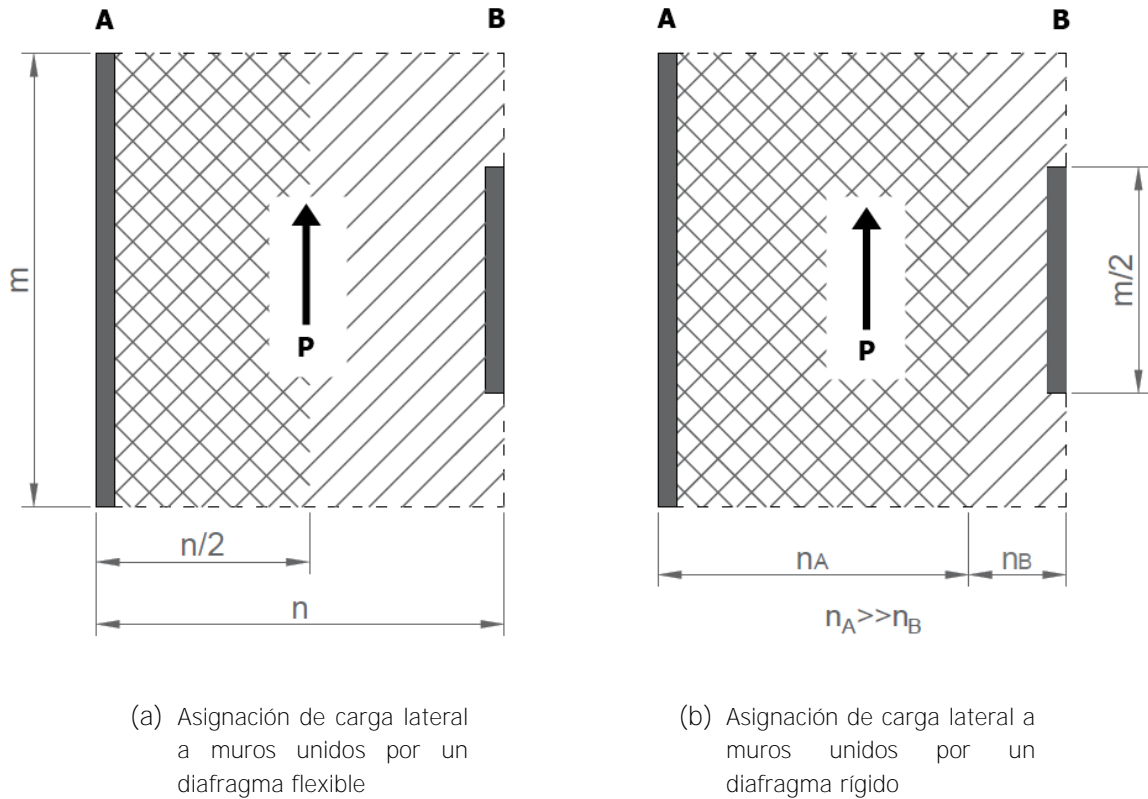 A
B
A
B
m
P
P
m/2
n/2
n
nA
nB
nA>>nB
(a) Asignación de carga lateral
a muros unidos por un
diafragma flexible
(b) Asignación de carga lateral a
muros unidos por un
diafragma rígido